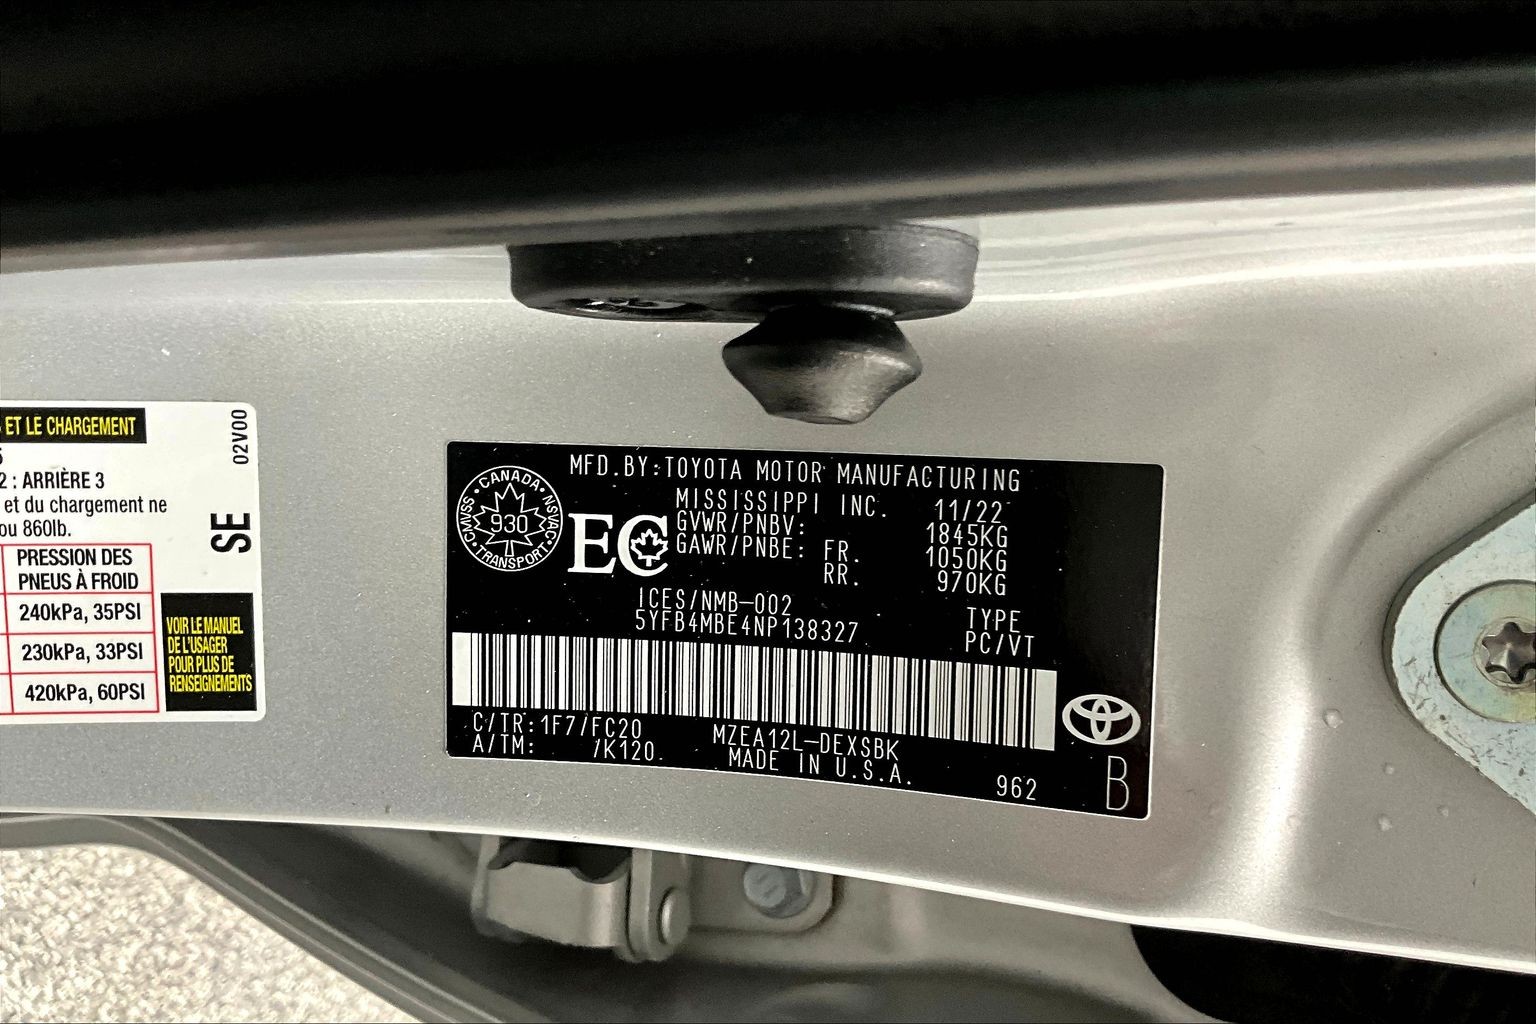 ET LE CHARGEMENT
02V00
2 : ARRIÈRE 3
et du chargement ne
ou 860lb.
SE
PRESSION DES
PNEUS À FROID
240kPa, 35PSI
230kPa, 33PSI
420kPa, 60PSI
VOIR LE MANUEL
DE L'USAGER
POUR PLUS DE
RENSEIGNEMENTS
MFD.BY:TOYOTA MOTOR MANUFACTURING
MISSISSIPPI INC. 11/22
GVWR/PNBV: 1845KG
GAWR/PNBE: FR. 1050KG
RR. 970KG
CANADA
CMVSS NSVAC
930
TRANSPORT
EC
ICES/NMB-002
5YFB4MBE4NP138327
TYPE
PC/VT
C/TR:1F7/FC20
A/TM: /K120.
MZEA12L-DEXSBK
MADE IN U.S.A.
962
B